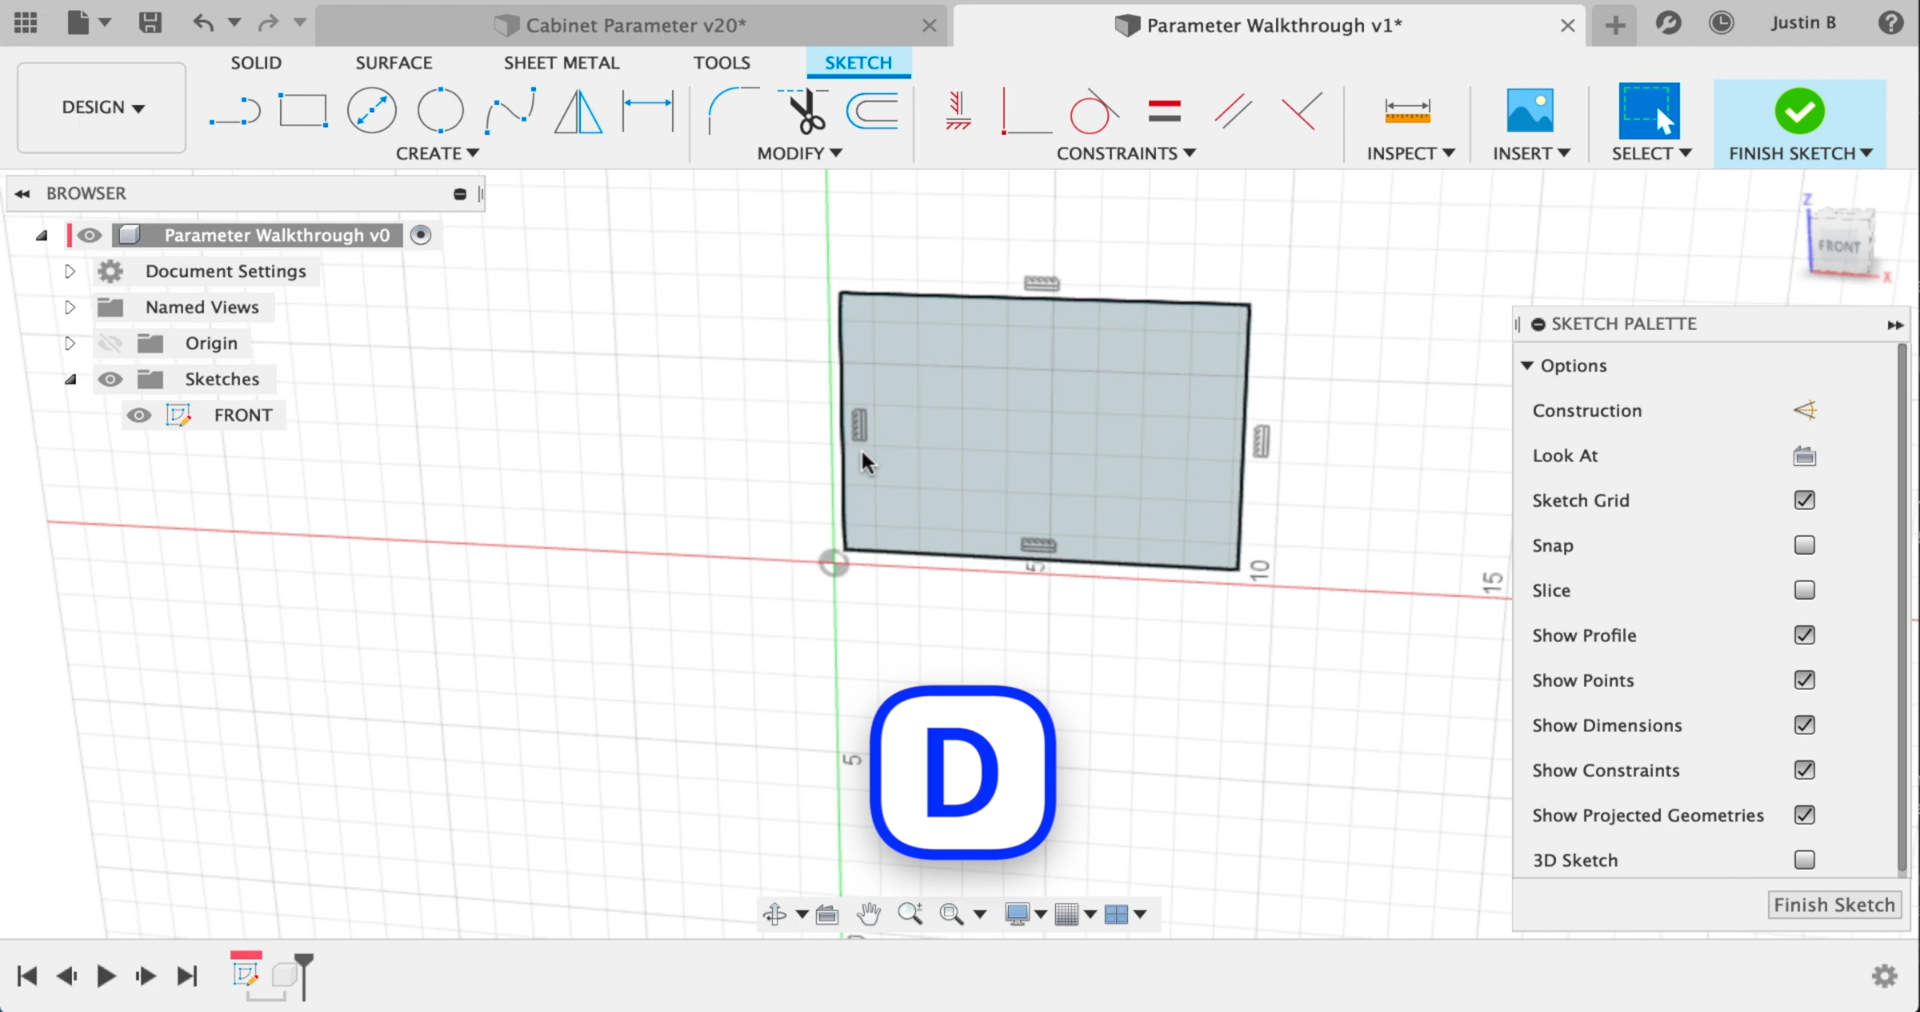 Cabinet Parameter v20*
Parameter Walkthrough v1*
Justin B
DESIGN
SOLID
SURFACE
SHEET METAL
TOOLS
SKETCH
CREATE
MODIFY
CONSTRAINTS
INSPECT
INSERT
SELECT
FINISH SKETCH
BROWSER
Parameter Walkthrough v0
Document Settings
Named Views
Origin
Sketches
FRONT
Z
FRONT
X
5
10
15
5
D
SKETCH PALETTE
Options
Construction
Look At
Sketch Grid
Snap
Slice
Show Profile
Show Points
Show Dimensions
Show Constraints
Show Projected Geometries
3D Sketch
Finish Sketch